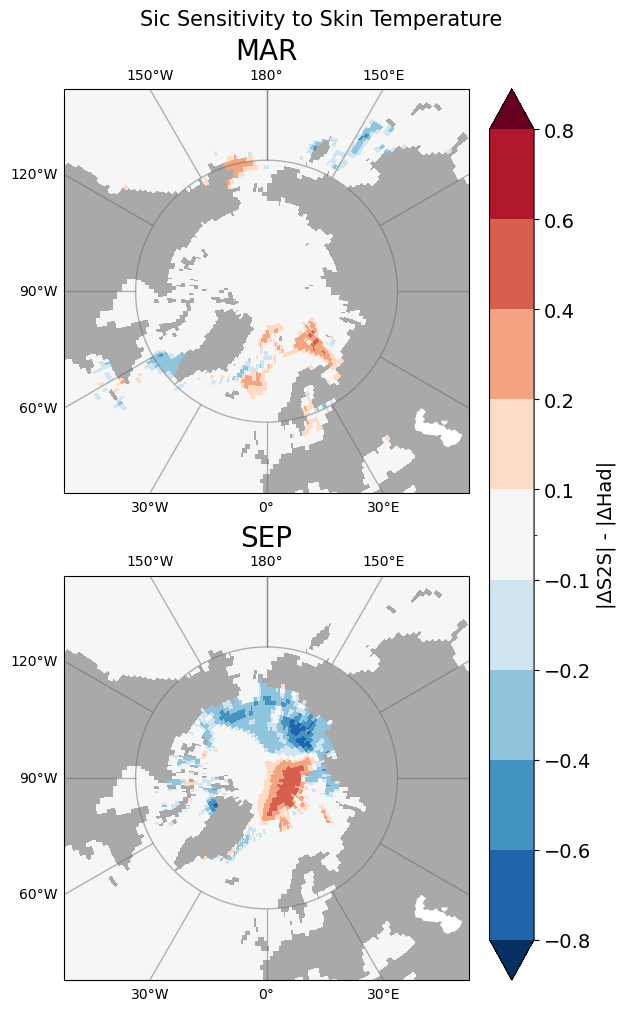 Sic Sensitivity to Skin Temperature
MAR
150°W 180° 150°E
120°W
90°W
60°W
30°W 0° 30°E
SEP
150°W 180° 150°E
120°W
90°W
60°W
30°W 0° 30°E
0.8
0.6
0.4
0.2
0.1
−0.1
−0.2
−0.4
−0.6
−0.8
|ΔS2S| - |ΔHad|